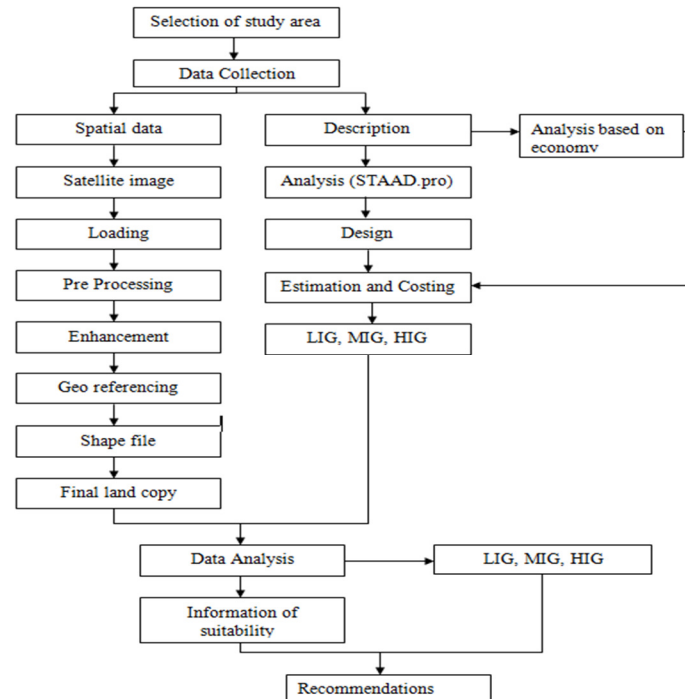 Selection of study area
Data Collection
Spatial data
Description
Analysis based on
economy
Satellite image
Analysis (STAAD.pro)
Loading
Design
Pre Processing
Estimation and Costing
Enhancement
LIG, MIG, HIG
Geo referencing
Shape file
Final land copy
Data Analysis
LIG, MIG, HIG
Information of
suitability
Recommendations